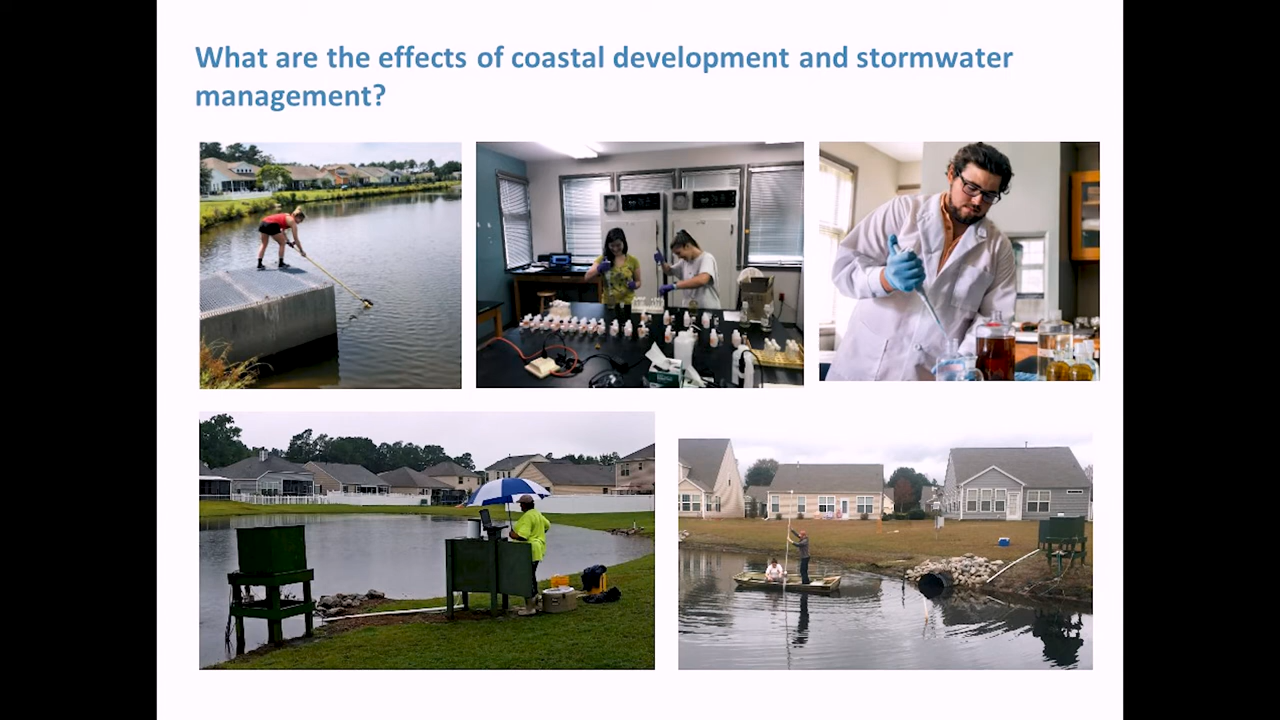 What are the effects of coastal development and stormwater
management?